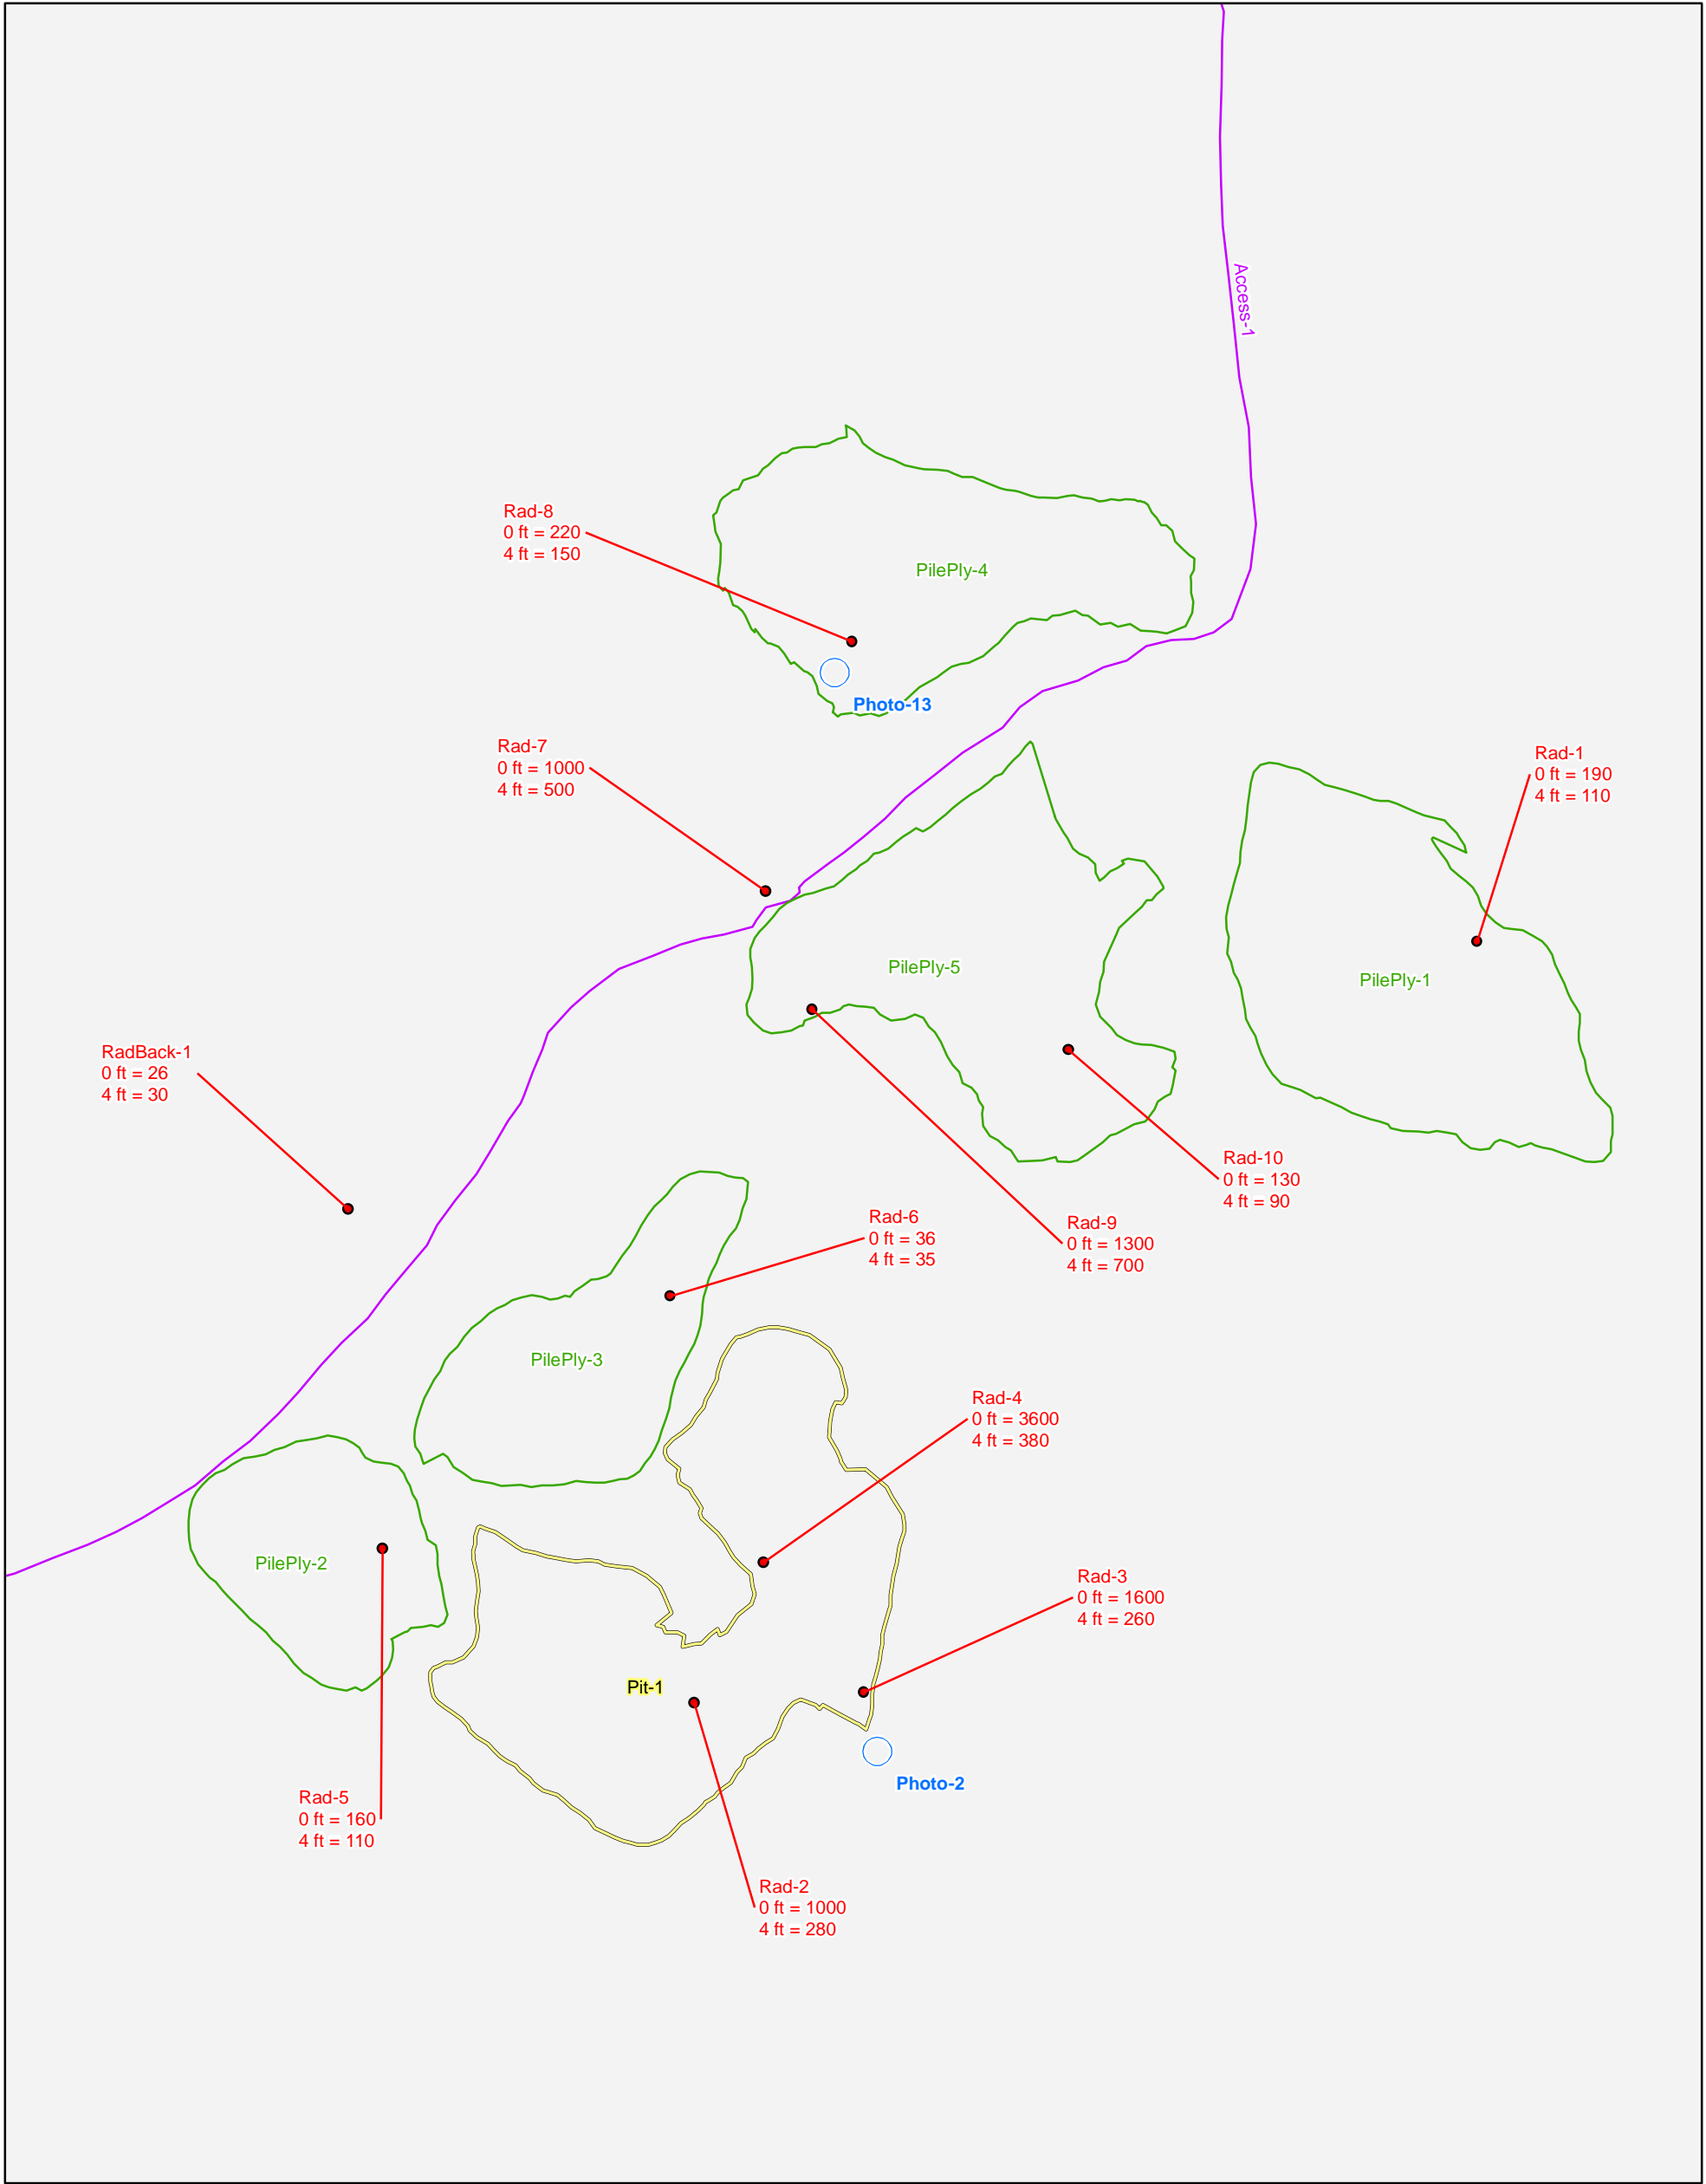 Access-1
Rad-8
0 ft = 220
4 ft = 150
PilePly-4
Photo-13
Rad-7
0 ft = 1000
4 ft = 500
Rad-1
0 ft = 190
4 ft = 110
PilePly-5
PilePly-1
RadBack-1
0 ft = 26
4 ft = 30
Rad-10
0 ft = 130
4 ft = 90
Rad-6
0 ft = 36
4 ft = 35
Rad-9
0 ft = 1300
4 ft = 700
PilePly-3
Rad-4
0 ft = 3600
4 ft = 380
PilePly-2
Rad-3
0 ft = 1600
4 ft = 260
Pit-1
Photo-2
Rad-5
0 ft = 160
4 ft = 110
Rad-2
0 ft = 1000
4 ft = 280